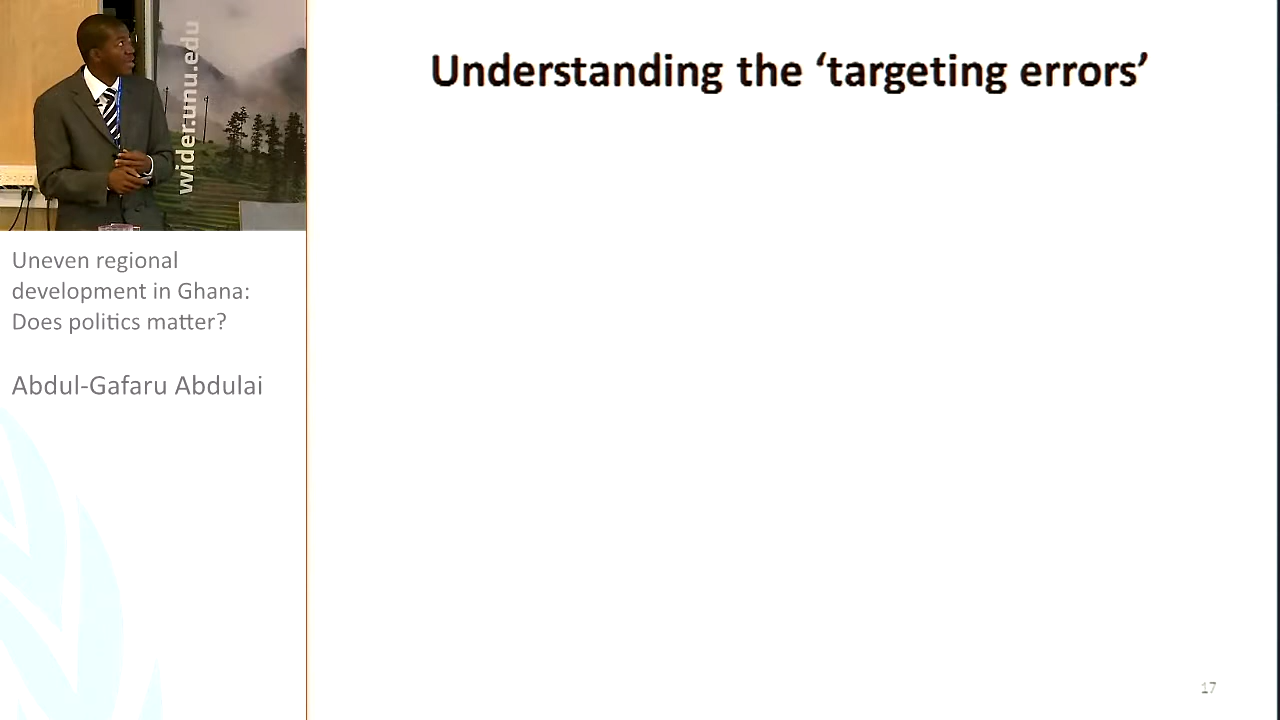 Understanding the ‘targeting errors’
wider.unu.edu
Uneven regional
development in Ghana:
Does politics matter?
Abdul-Gafaru Abdulai
17